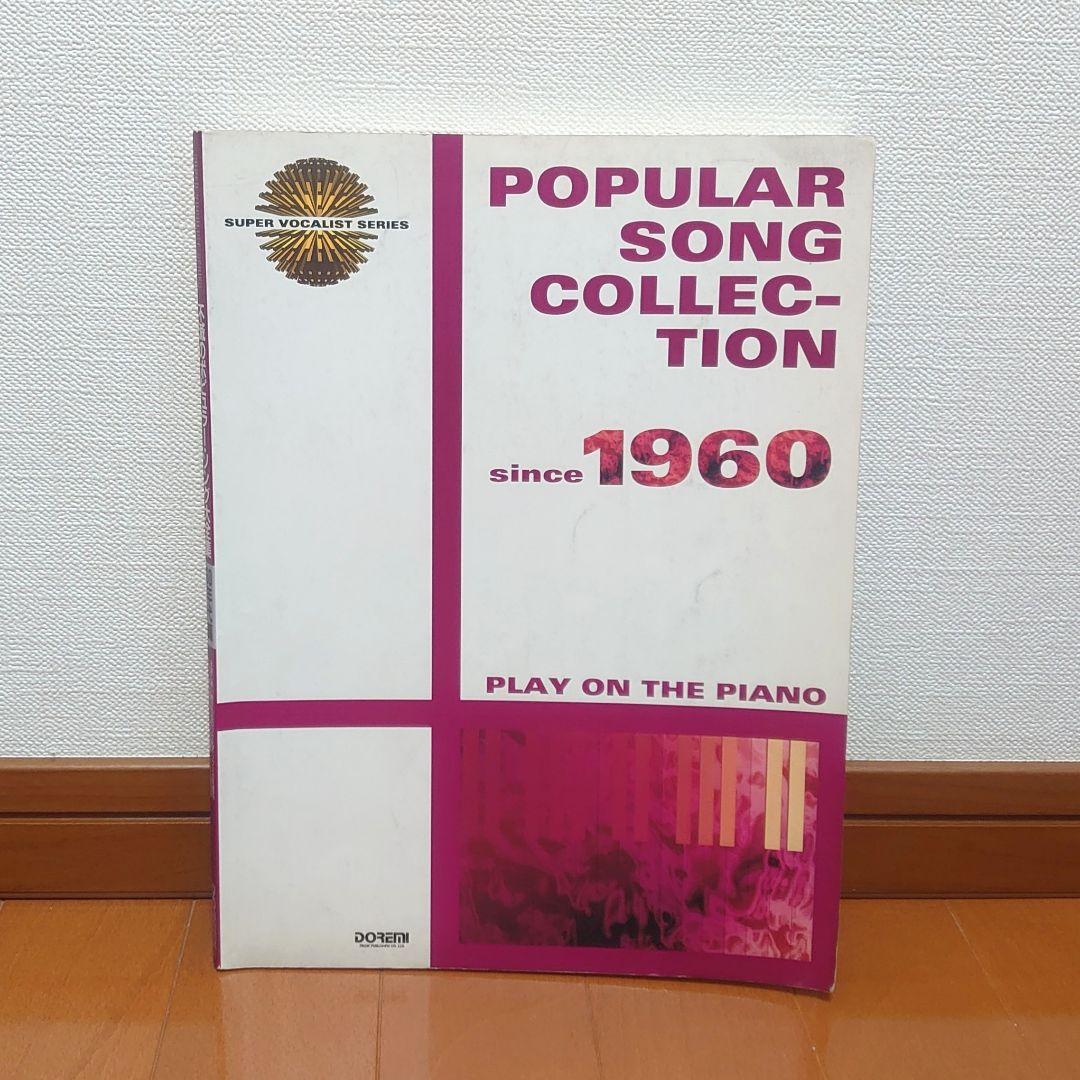 SUPER VOCALIST SERIES
POPULAR
SONG
COLLEC-
TION
since 1960
PLAY ON THE PIANO
DOREMI